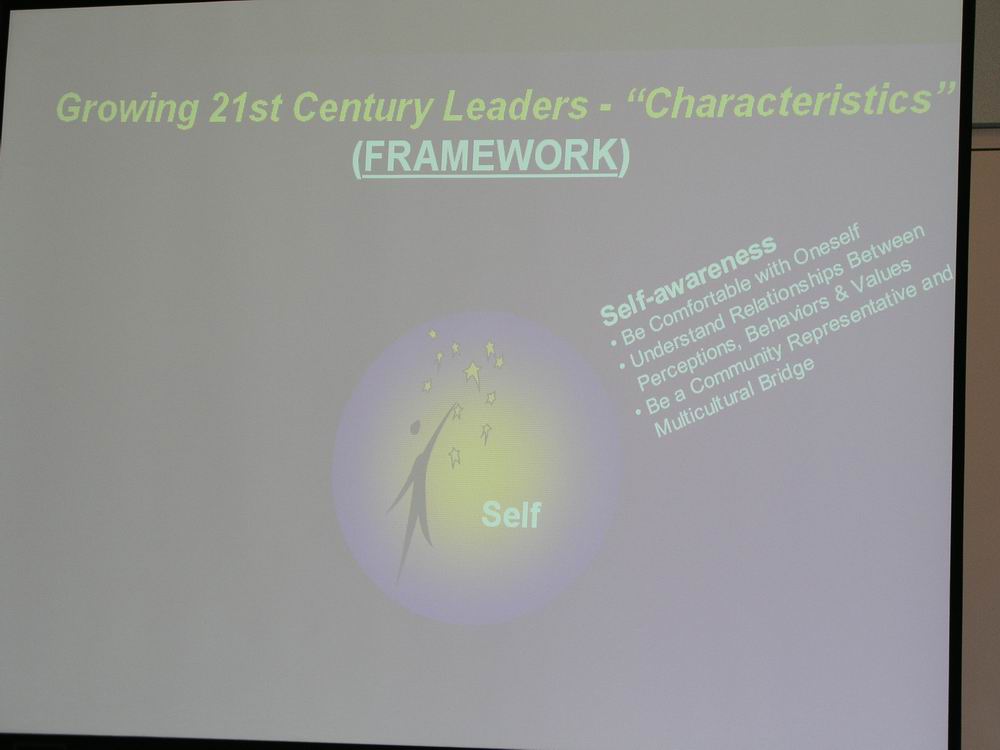 Growing 21st Century Leaders - “Characteristics”
(FRAMEWORK)
Self-awareness
• Be Comfortable with Oneself
• Understand Relationships Between
Perceptions, Behaviors & Values
• Be a Community Representative and
Multicultural Bridge
Self